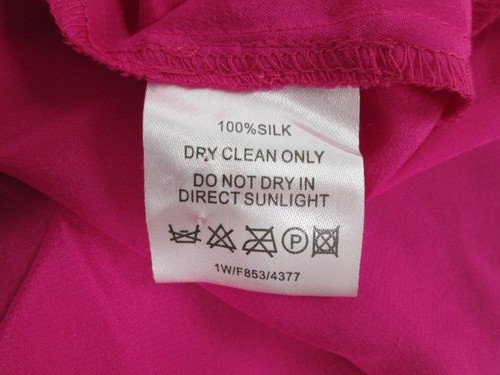 100%SILK
DRY CLEAN ONLY
DO NOT DRY IN
DIRECT SUNLIGHT
P
1W/F853/4377